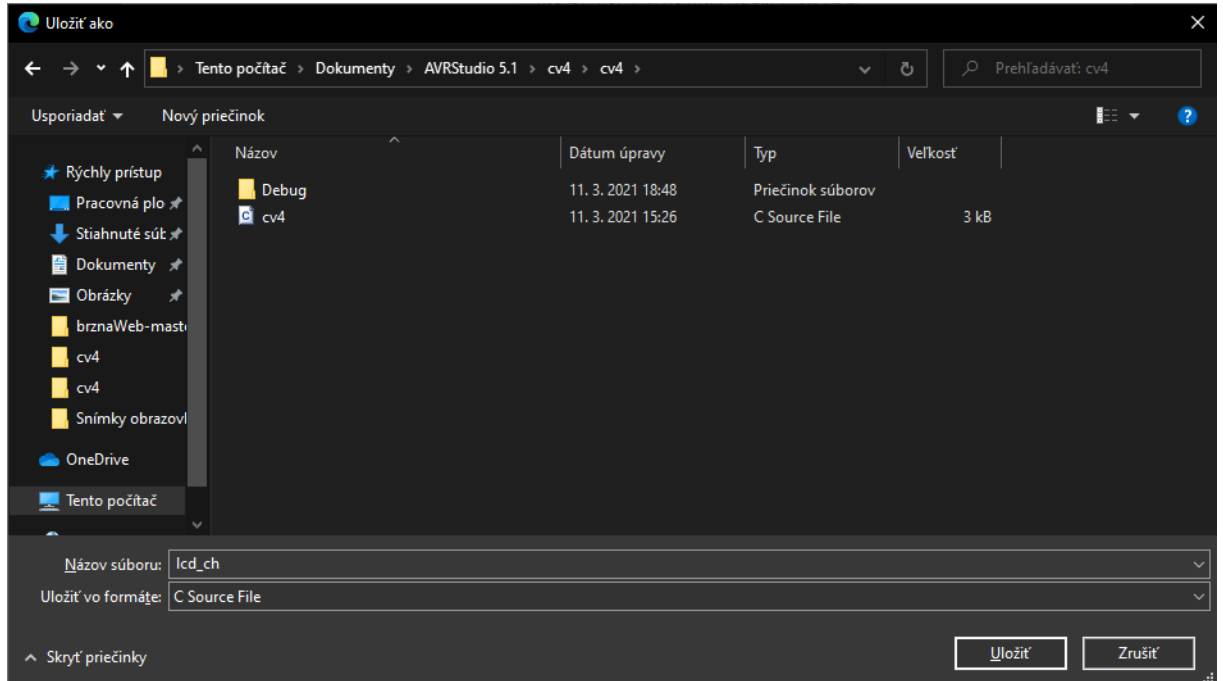 Uložiť ako
Tento počítač > Dokumenty > AVRStudio 5.1 > cv4 > cv4 >
Prehľadávať: cv4
Usporiadať Nový priečinok
Názov Dátum úpravy Typ Veľkosť
Rýchly prístup
Pracovná plo
Stiahnuté súb
Dokumenty
Obrázky
brznaWeb-maste
cv4
cv4
Snímky obrazovl
OneDrive
Tento počítač
Debug 11. 3. 2021 18:48 Priečinok súborov
cv4 11. 3. 2021 15:26 C Source File 3 kB
Názov súboru: lcd_ch
Uložiť vo formáte: C Source File
Skryť priečinky
Uložiť Zrušiť